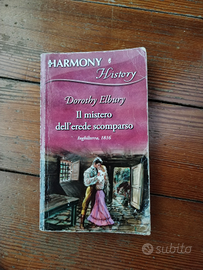 HARMONY
History
Dorothy Elbury
Il mistero
dell'erede scomparso
Inghilterra, 1816
subito